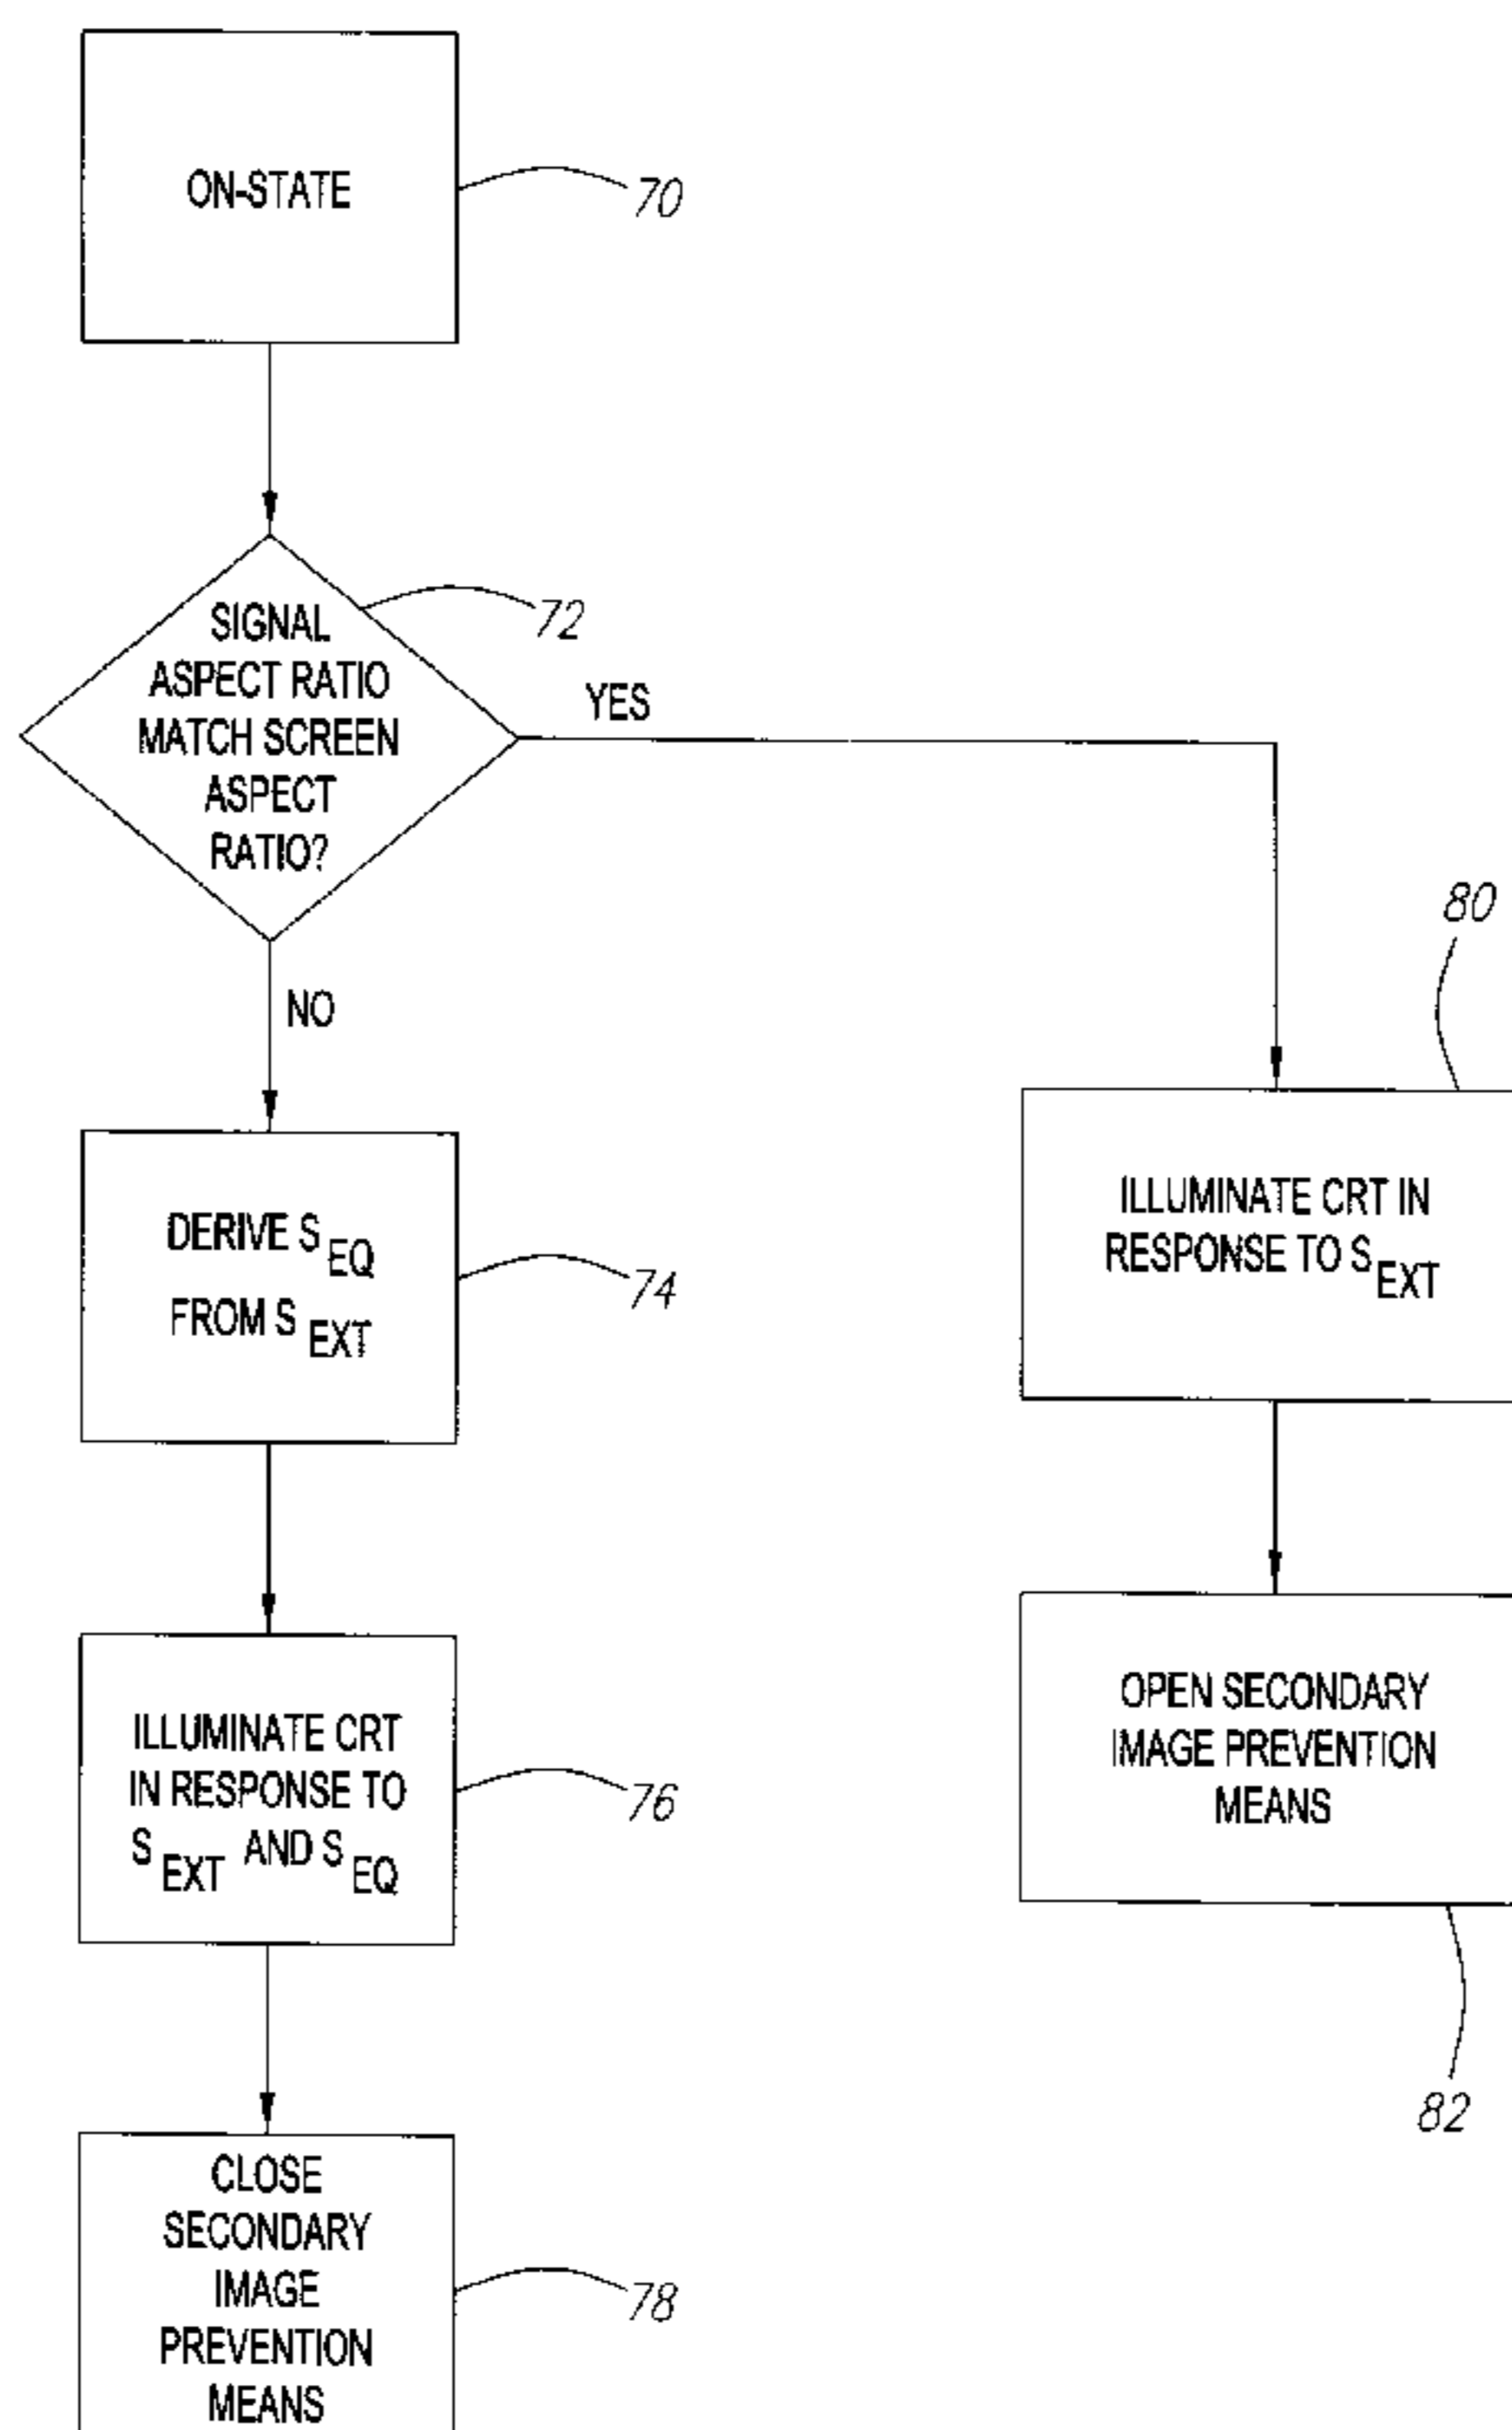 ON-STATE
70
SIGNAL
ASPECT RATIO
MATCH SCREEN
ASPECT
RATIO?
72
YES
NO
80
DERIVE S EQ
FROM S EXT
74
ILLUMINATE CRT IN
RESPONSE TO S EXT
ILLUMINATE CRT
IN RESPONSE TO
S EXT AND S EQ
76
OPEN SECONDARY
IMAGE PREVENTION
MEANS
82
CLOSE
SECONDARY
IMAGE
PREVENTION
MEANS
78